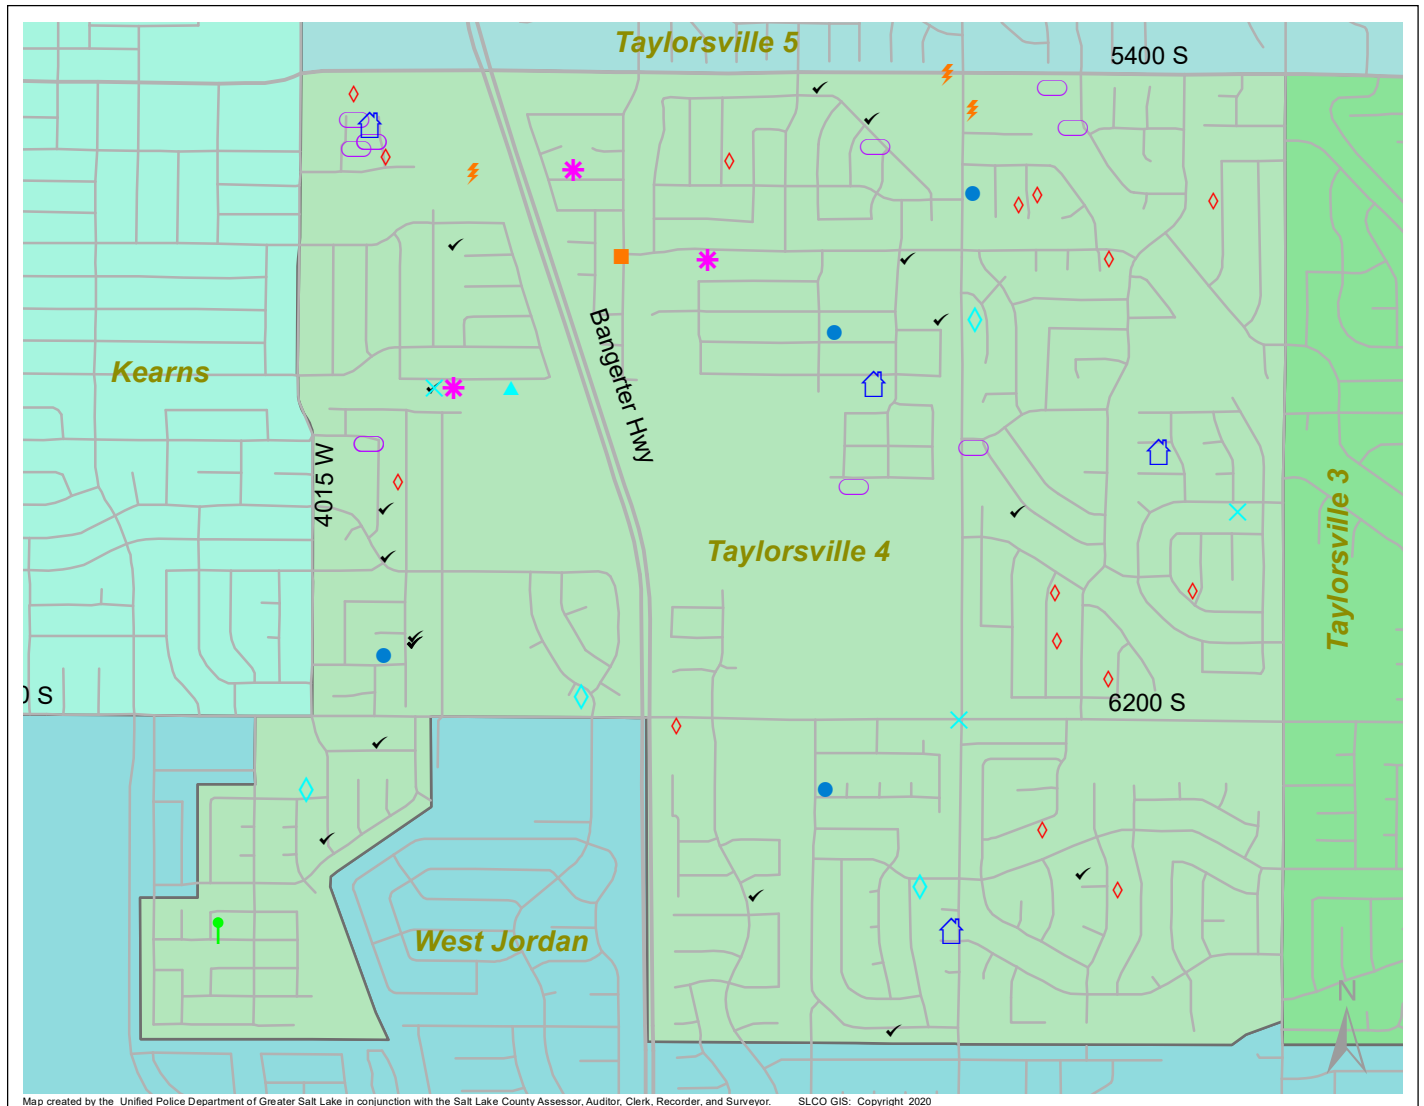 Taylorsville 5
5400 S
Kearns
Bangerter Hwy
4015 W
Taylorsville 4
Taylorsville 3
0 S
6200 S
West Jordan
N
Map created by the Unified Police Department of Greater Salt Lake in conjunction with the Salt Lake County Assessor, Auditor, Clerk, Recorder, and Surveyor. SLCO GIS: Copyright 2020